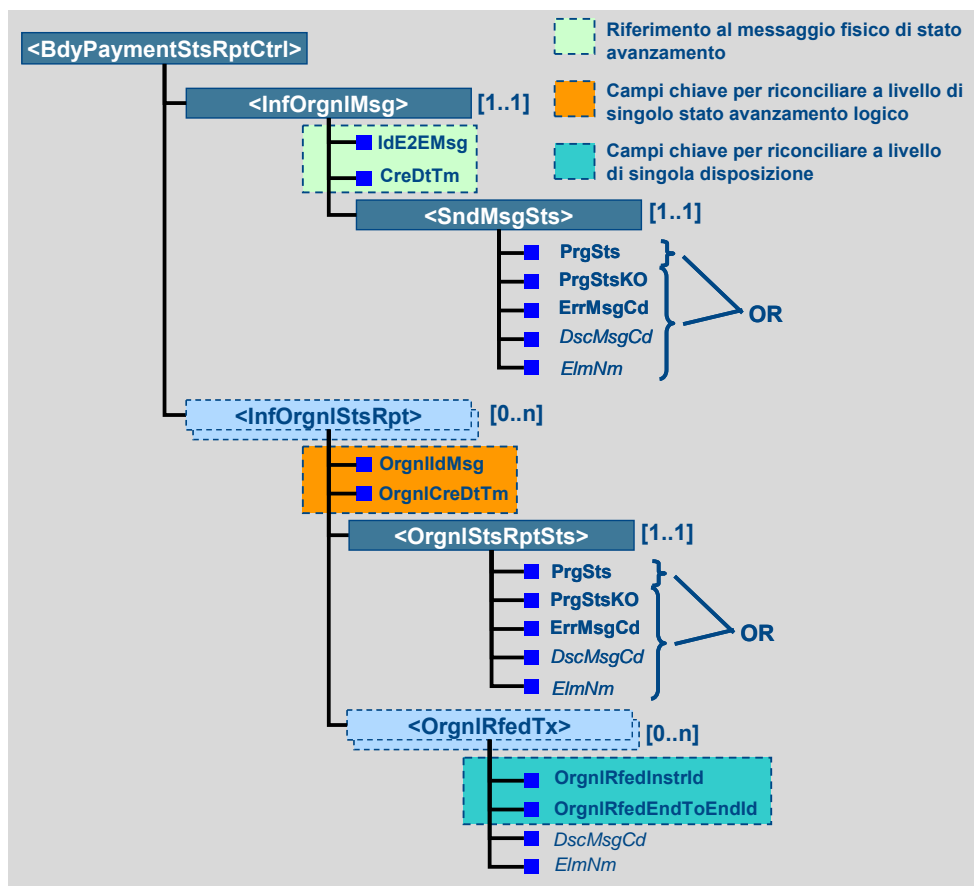 <BdyPaymentStsRptCtrl>
Riferimento al messaggio fisico di stato
avanzamento
<InfOrgnlMsg> [1..1]
Campi chiave per riconciliare a livello di
singolo stato avanzamento logico
IdE2EMsg
CreDtTm
Campi chiave per riconciliare a livello
di singola disposizione
<SndMsgSts> [1..1]
PrgSts
PrgStsKO
ErrMsgCd
DscMsgCd
ElmNm
OR
<InfOrgnlStsRpt> [0..n]
OrgnlIdMsg
OrgnlCreDtTm
<OrgnlStsRptSts> [1..1]
PrgSts
PrgStsKO
ErrMsgCd
DscMsgCd
ElmNm
OR
<OrgnlRfedTx> [0..n]
OrgnlRfedInstrId
OrgnlRfedEndToEndId
DscMsgCd
ElmNm